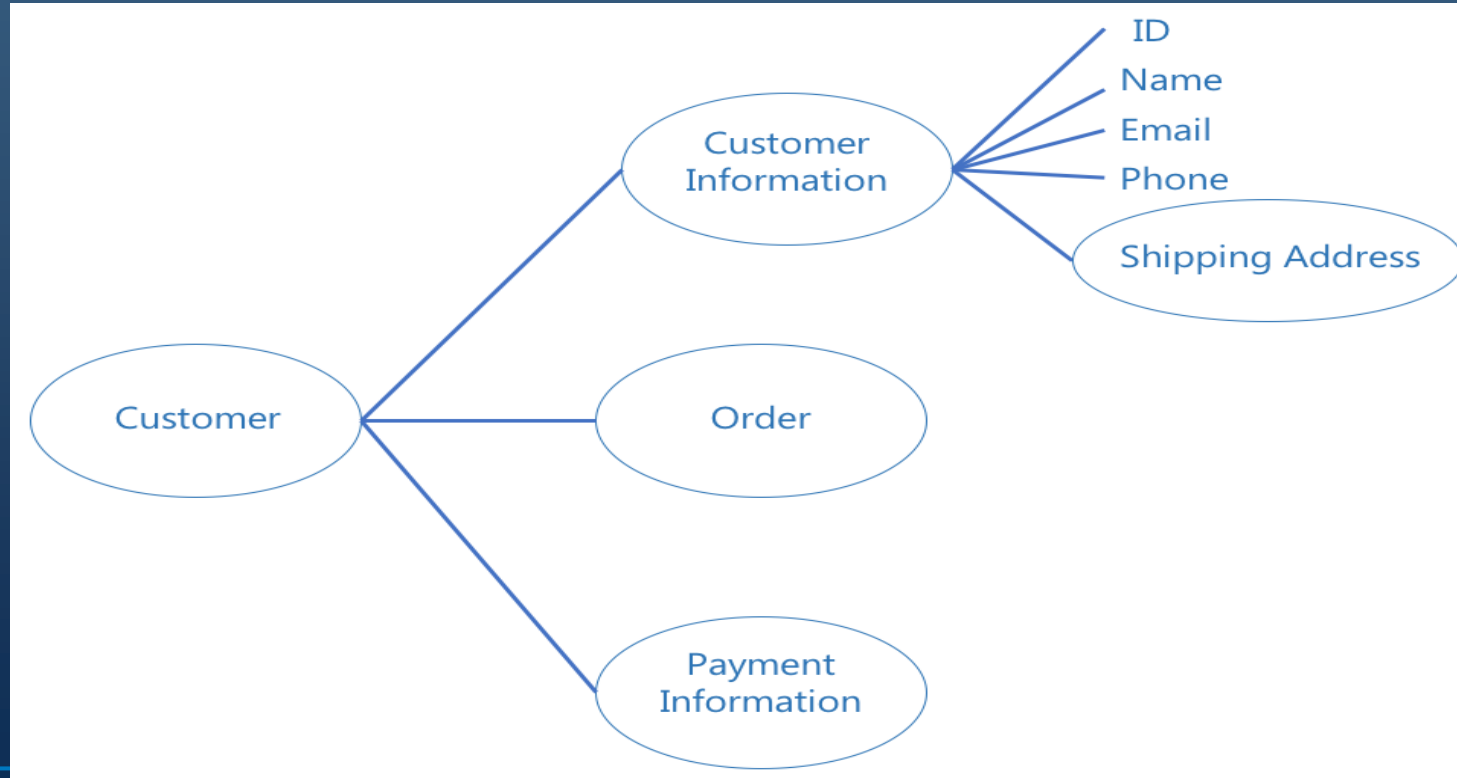 ID
Name
Email
Phone
Shipping Address
Customer
Information
Customer
Order
Payment
Information